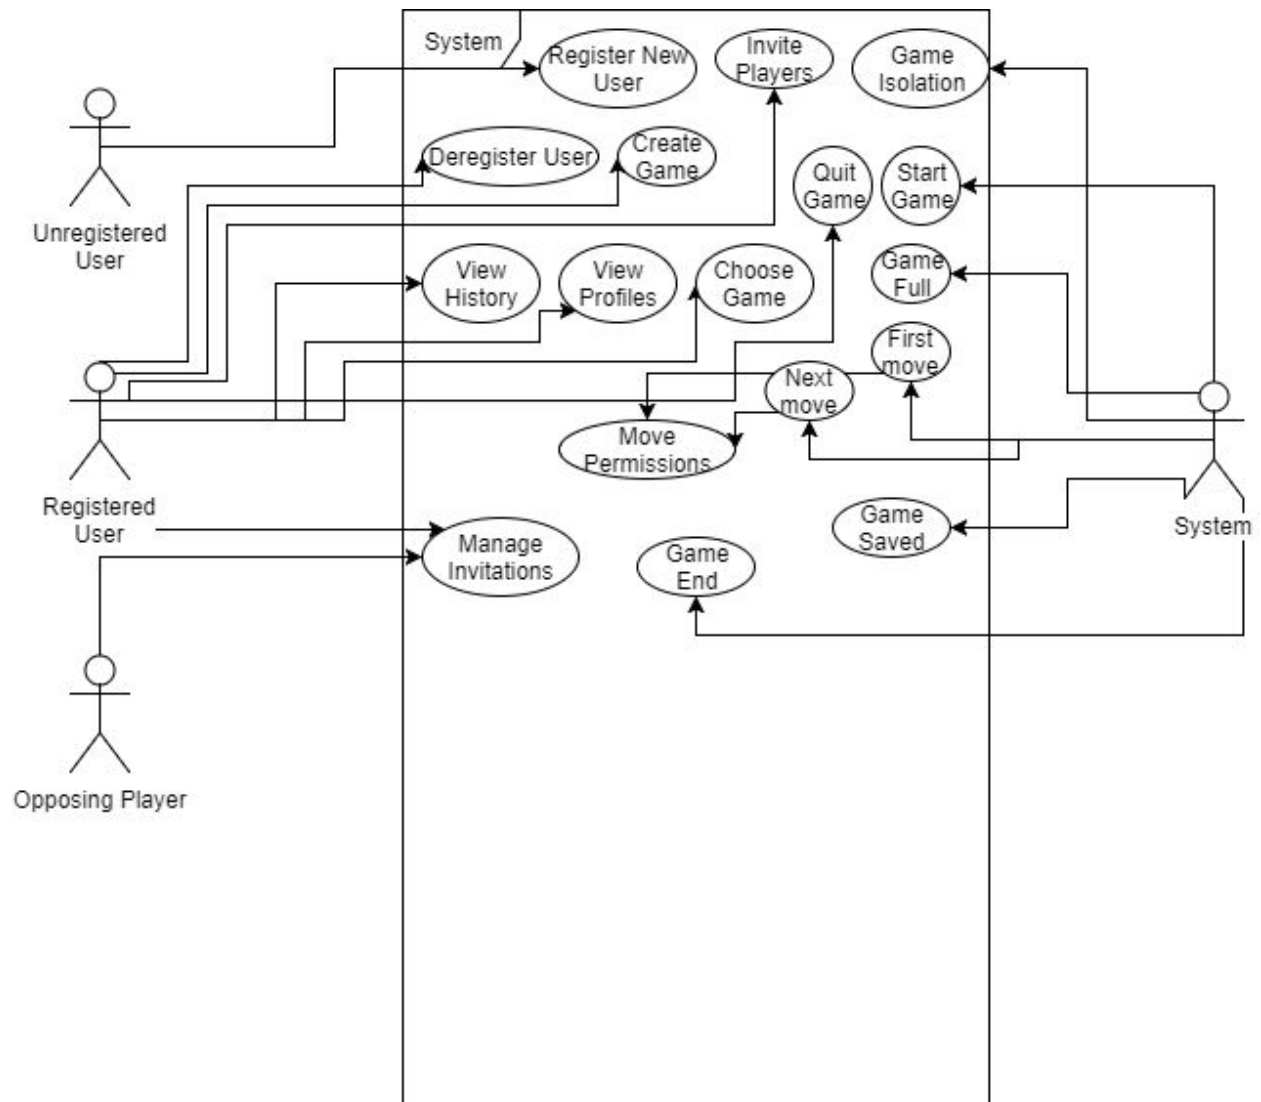 System
Register New
User
Invite
Players
Game
Isolation
Deregister User
Create
Game
Quit
Game
Start
Game
Unregistered
User
View
History
View
Profiles
Choose
Game
Game
Full
First
move
Next
move
Move
Permissions
Registered
User
Manage
Invitations
Game
End
Game
Saved
System
Opposing Player